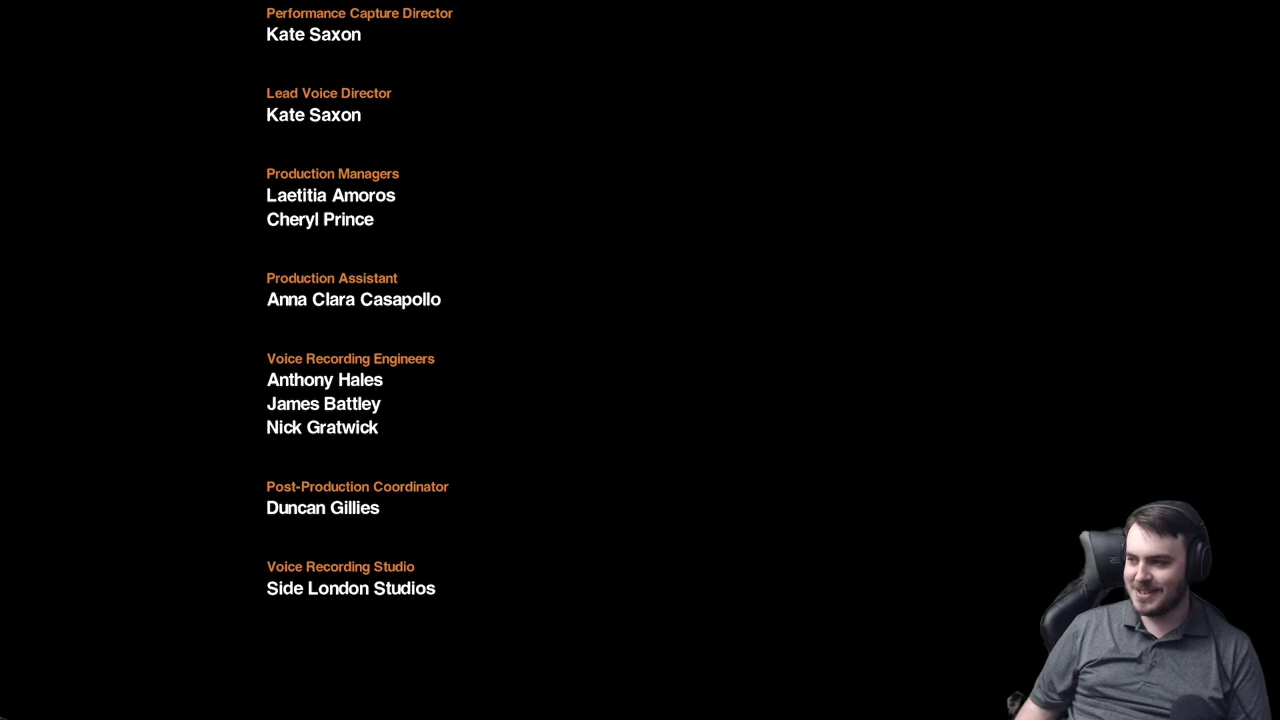 Performance Capture Director
Kate Saxon
Lead Voice Director
Kate Saxon
Production Managers
Laetitia Amoros
Cheryl Prince
Production Assistant
Anna Clara Casapollo
Voice Recording Engineers
Anthony Hales
James Battley
Nick Gratwick
Post-Production Coordinator
Duncan Gillies
Voice Recording Studio
Side London Studios